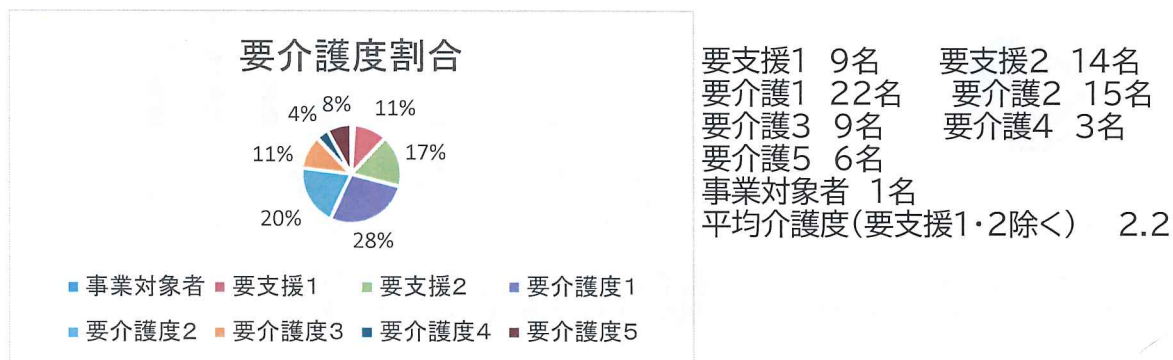 要介護度割合
4%
8%
11%
11%
17%
20%
28%
事業対象者 要支援1 要支援2 要介護度1
要介護度2 要介護度3 要介護度4 要介護度5
要支援1 9名 要支援2 14名
要介護1 22名 要介護2 15名
要介護3 9名 要介護4 3名
要介護5 6名
事業対象者 1名
平均介護度(要支援1・2除く) 2.2